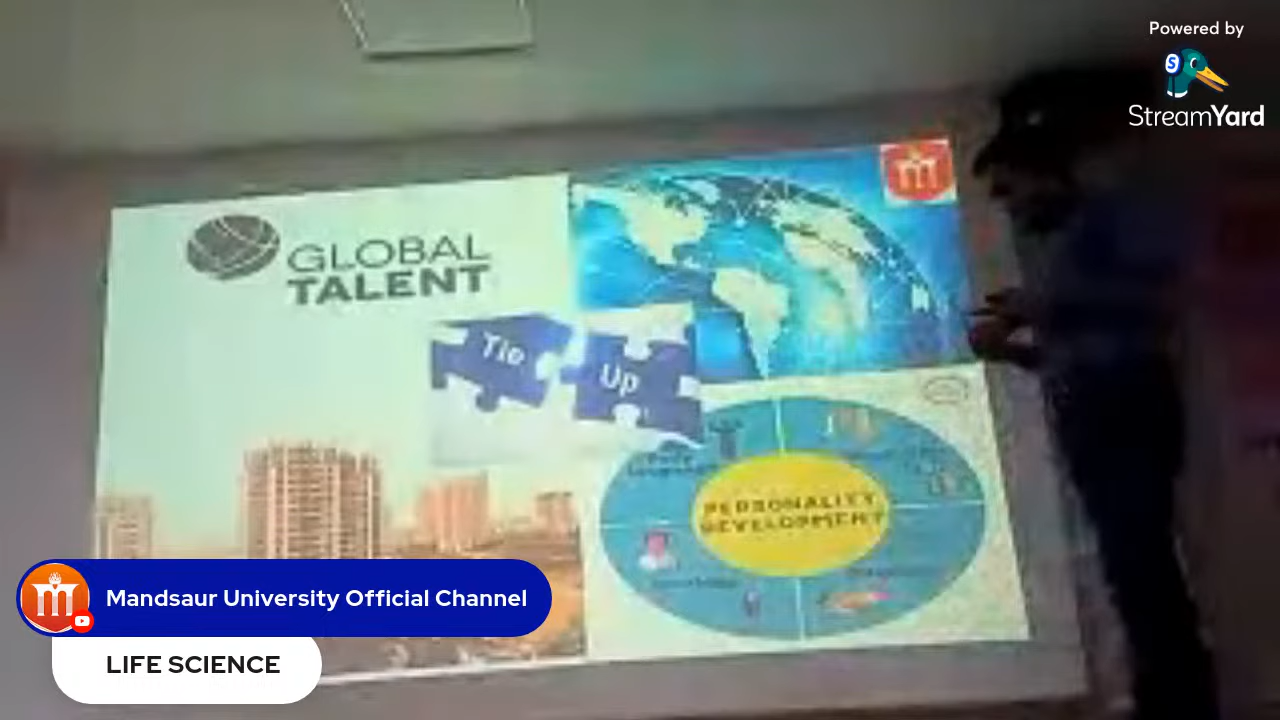 Powered by
StreamYard
GLOBAL
TALENT
Tie
Up
PERSONALITY
DEVELOPMENT
Mandsaur University Official Channel
LIFE SCIENCE